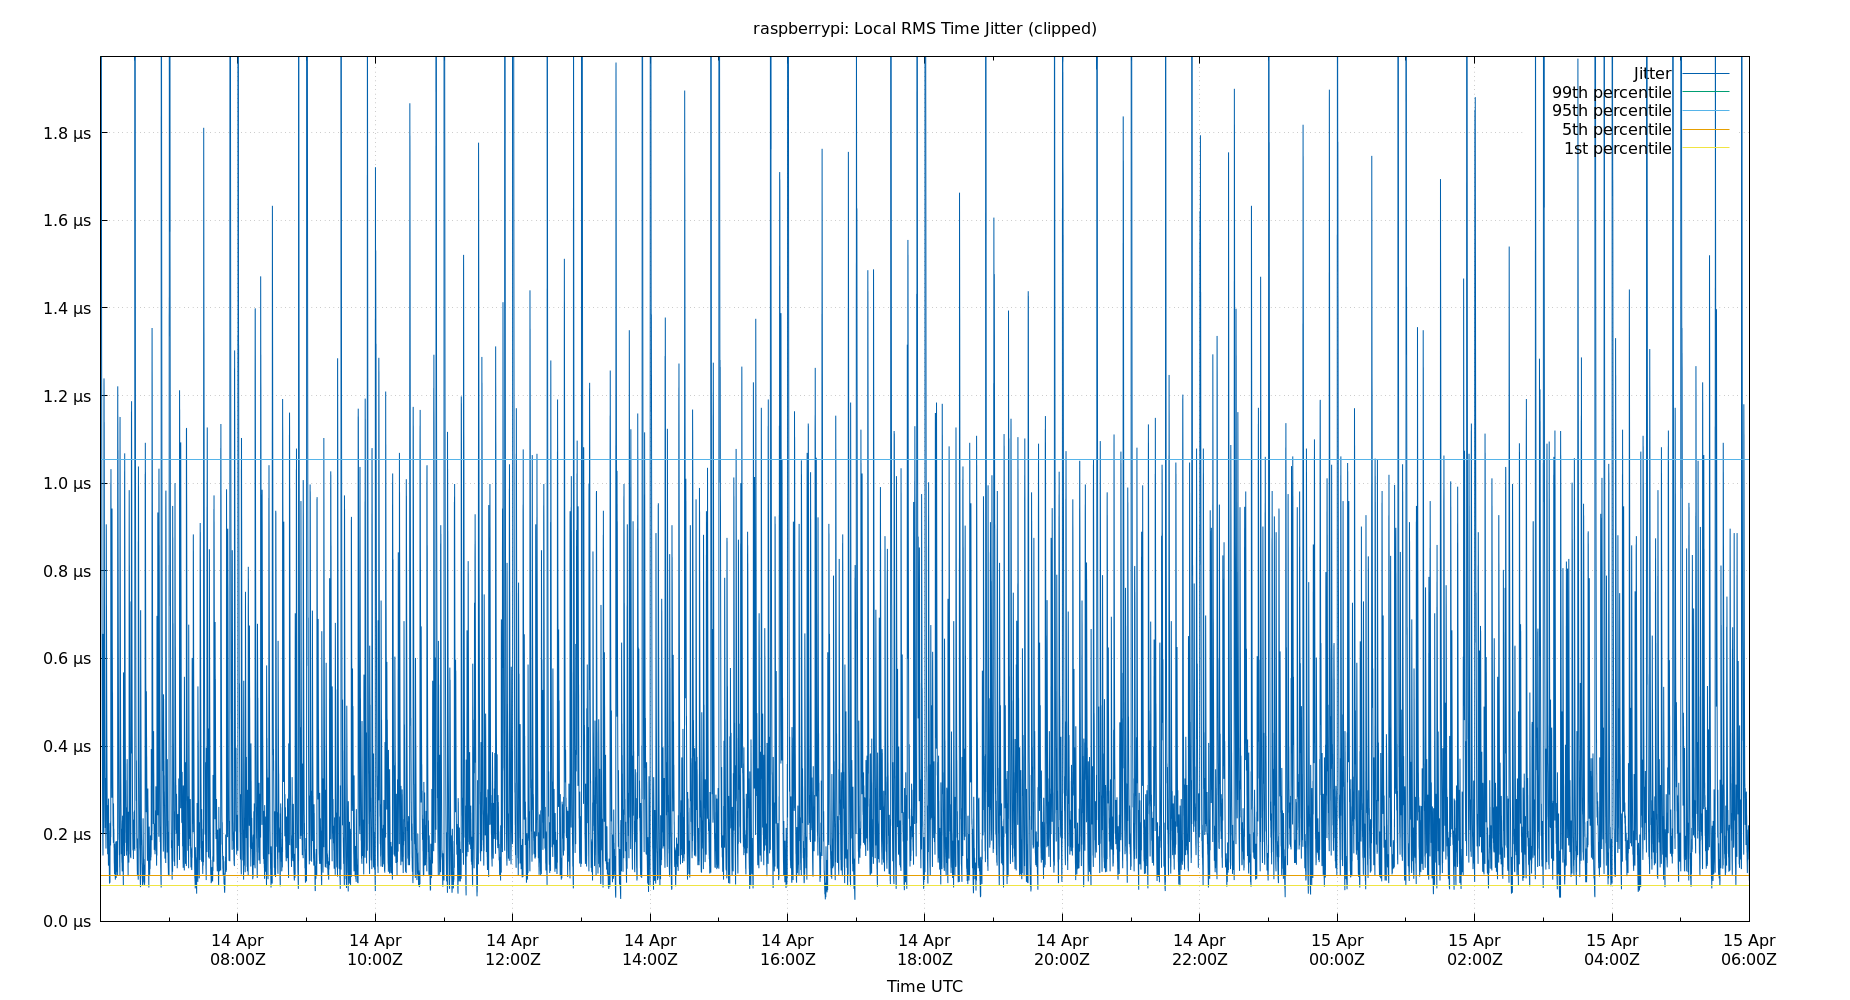 raspberrypi: Local RMS Time Jitter (clipped)
Jitter
99th percentile
95th percentile
5th percentile
1st percentile
1.8 µs
1.6 µs
1.4 µs
1.2 µs
1.0 µs
0.8 µs
0.6 µs
0.4 µs
0.2 µs
0.0 µs
14 Apr 14 Apr 14 Apr 14 Apr 14 Apr 14 Apr 14 Apr 14 Apr 15 Apr 15 Apr 15 Apr 15 Apr
08:00Z 10:00Z 12:00Z 14:00Z 16:00Z 18:00Z 20:00Z 22:00Z 00:00Z 02:00Z 04:00Z 06:00Z
Time UTC